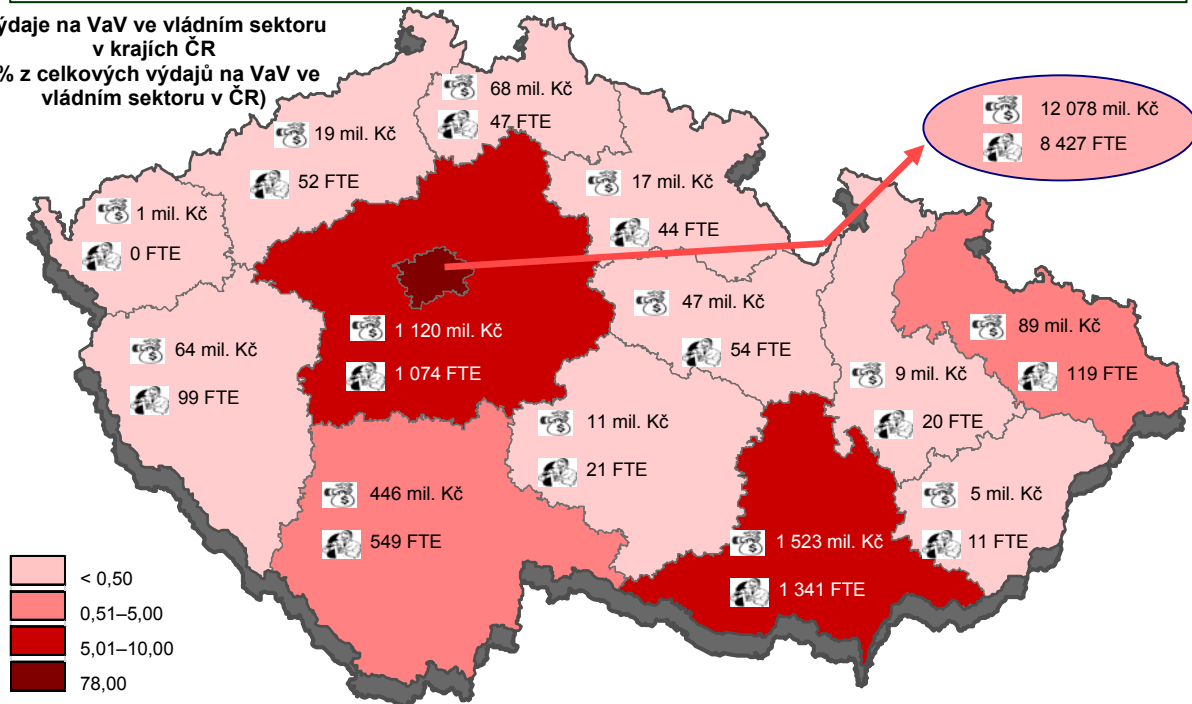 ýdaje na VaV ve vládním sektoru
v krajích ČR
% z celkových výdajů na VaV ve
vládním sektoru v ČR)
68 mil. Kč
47 FTE
12 078 mil. Kč
8 427 FTE
19 mil. Kč
52 FTE
17 mil. Kč
44 FTE
1 mil. Kč
0 FTE
47 mil. Kč
54 FTE
1 120 mil. Kč
1 074 FTE
89 mil. Kč
119 FTE
64 mil. Kč
99 FTE
9 mil. Kč
20 FTE
11 mil. Kč
21 FTE
446 mil. Kč
549 FTE
5 mil. Kč
11 FTE
1 523 mil. Kč
1 341 FTE
< 0,50
0,51–5,00
5,01–10,00
78,00